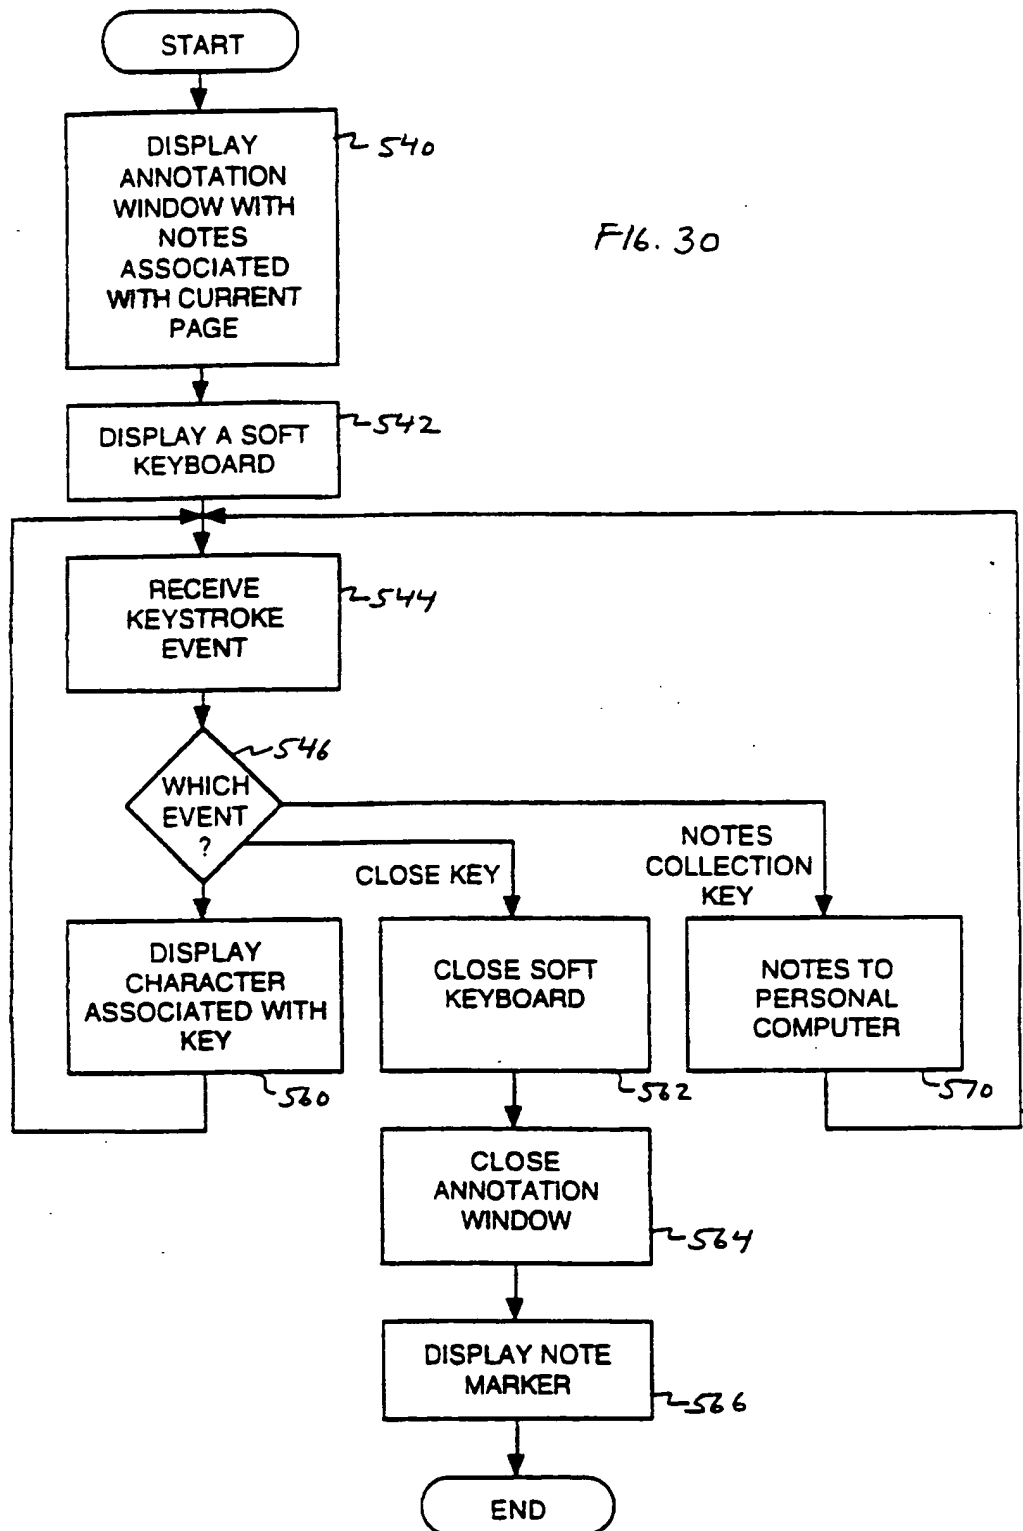 START
DISPLAY
ANNOTATION
WINDOW WITH
NOTES
ASSOCIATED
WITH CURRENT
PAGE
540
FIG. 30
DISPLAY A SOFT
KEYBOARD
542
RECEIVE
KEYSTROKE
EVENT
544
WHICH
EVENT
?
546
CLOSE KEY
NOTES
COLLECTION
KEY
DISPLAY
CHARACTER
ASSOCIATED WITH
KEY
560
CLOSE SOFT
KEYBOARD
562
NOTES TO
PERSONAL
COMPUTER
570
CLOSE
ANNOTATION
WINDOW
564
DISPLAY NOTE
MARKER
566
END